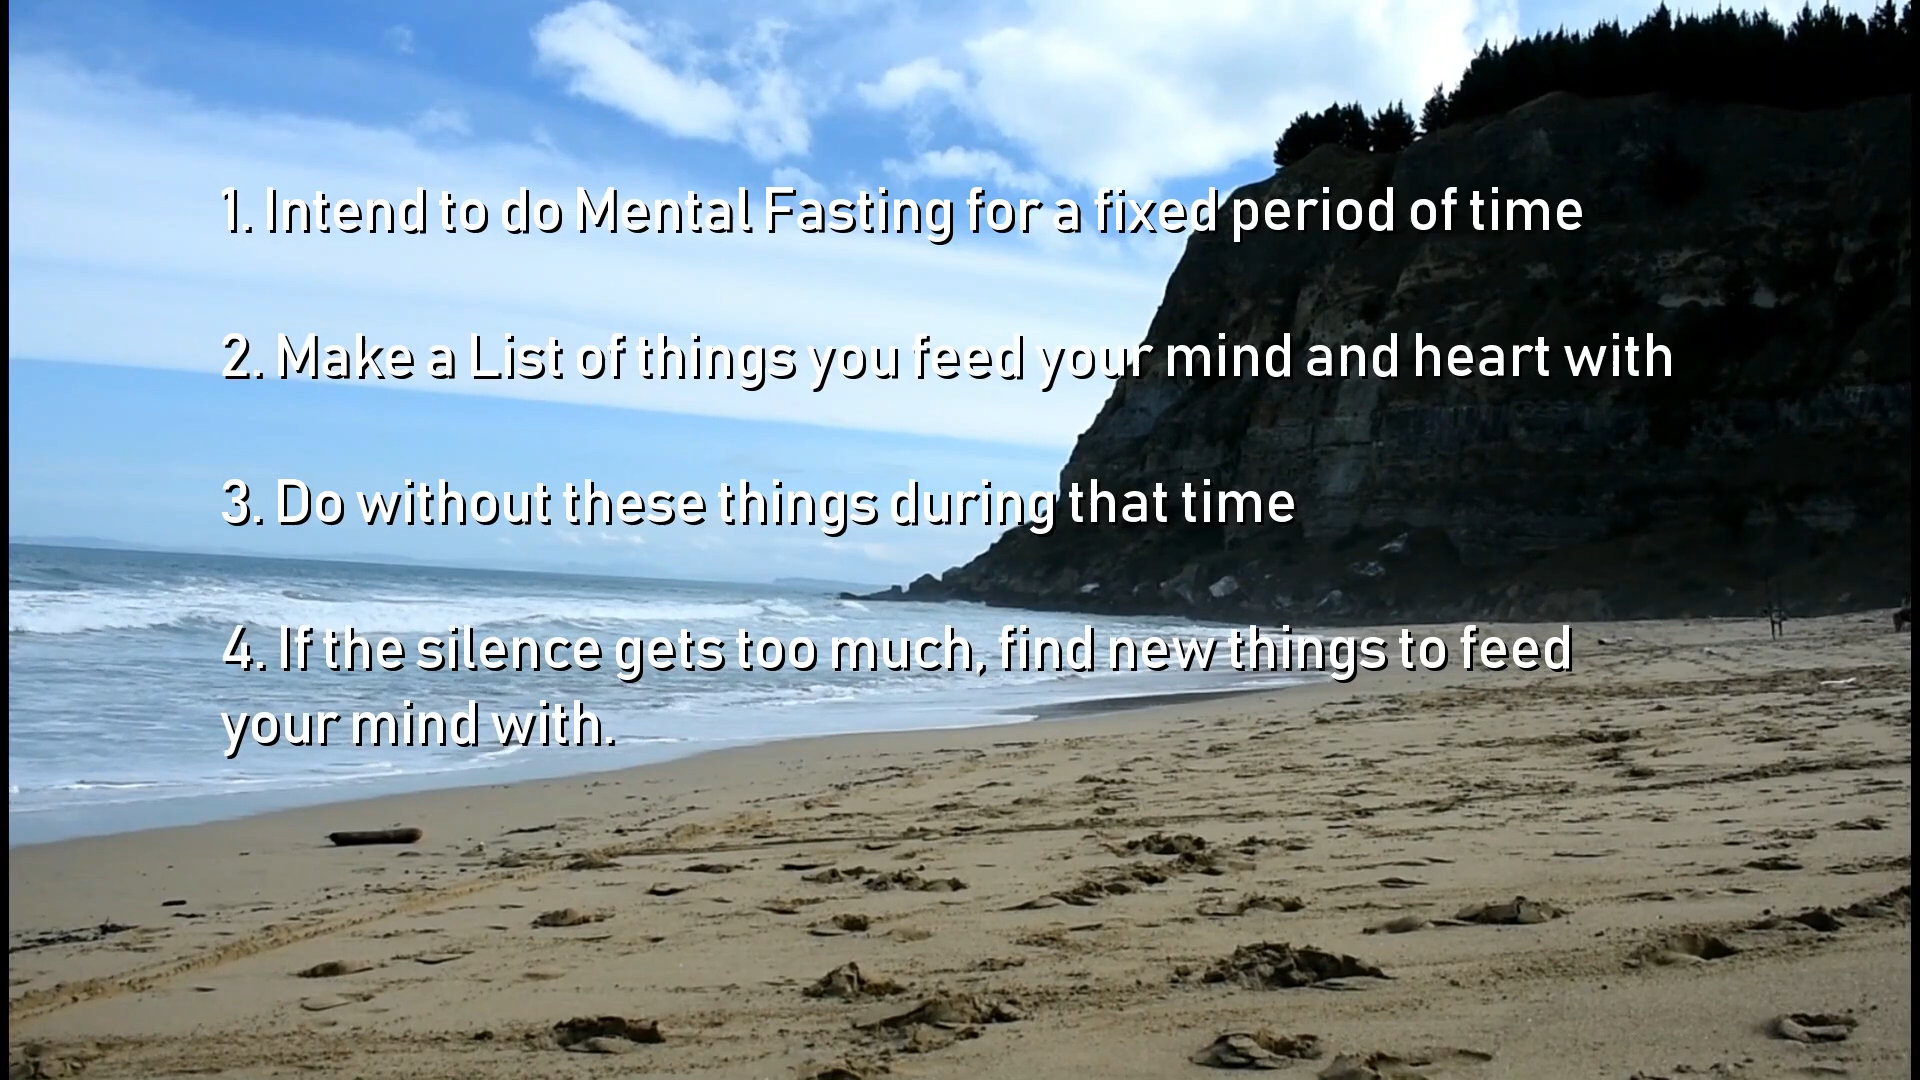 1. Intend to do Mental Fasting for a fixed period of time
2. Make a List of things you feed your mind and heart with
3. Do without these things during that time
4. If the silence gets too much, find new things to feed
your mind with.